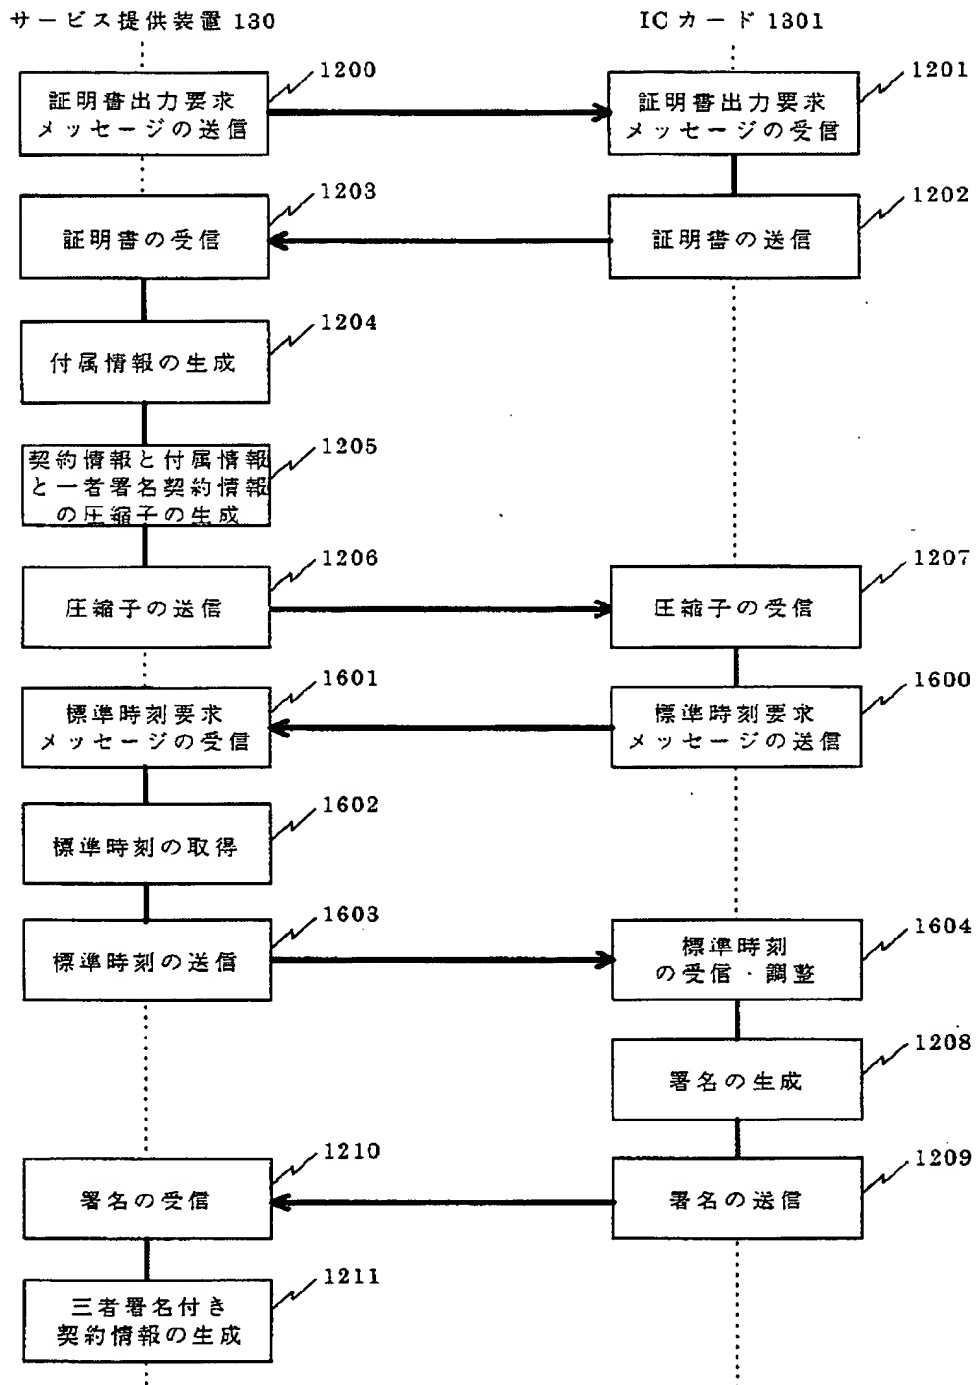 サービス提供装置 130
ICカード 1301
1200
証明書出力要求
メッセージの送信
1201
証明書出力要求
メッセージの受信
1203
証明書の受信
1202
証明書の送信
1204
付属情報の生成
1205
契約情報と付属情報
と一者署名契約情報
の圧縮子の生成
1206
圧縮子の送信
1207
圧縮子の受信
1601
標準時刻要求
メッセージの受信
1600
標準時刻要求
メッセージの送信
1602
標準時刻の取得
1603
標準時刻の送信
1604
標準時刻
の受信・調整
1208
署名の生成
1210
署名の受信
1209
署名の送信
1211
三者署名付き
契約情報の生成